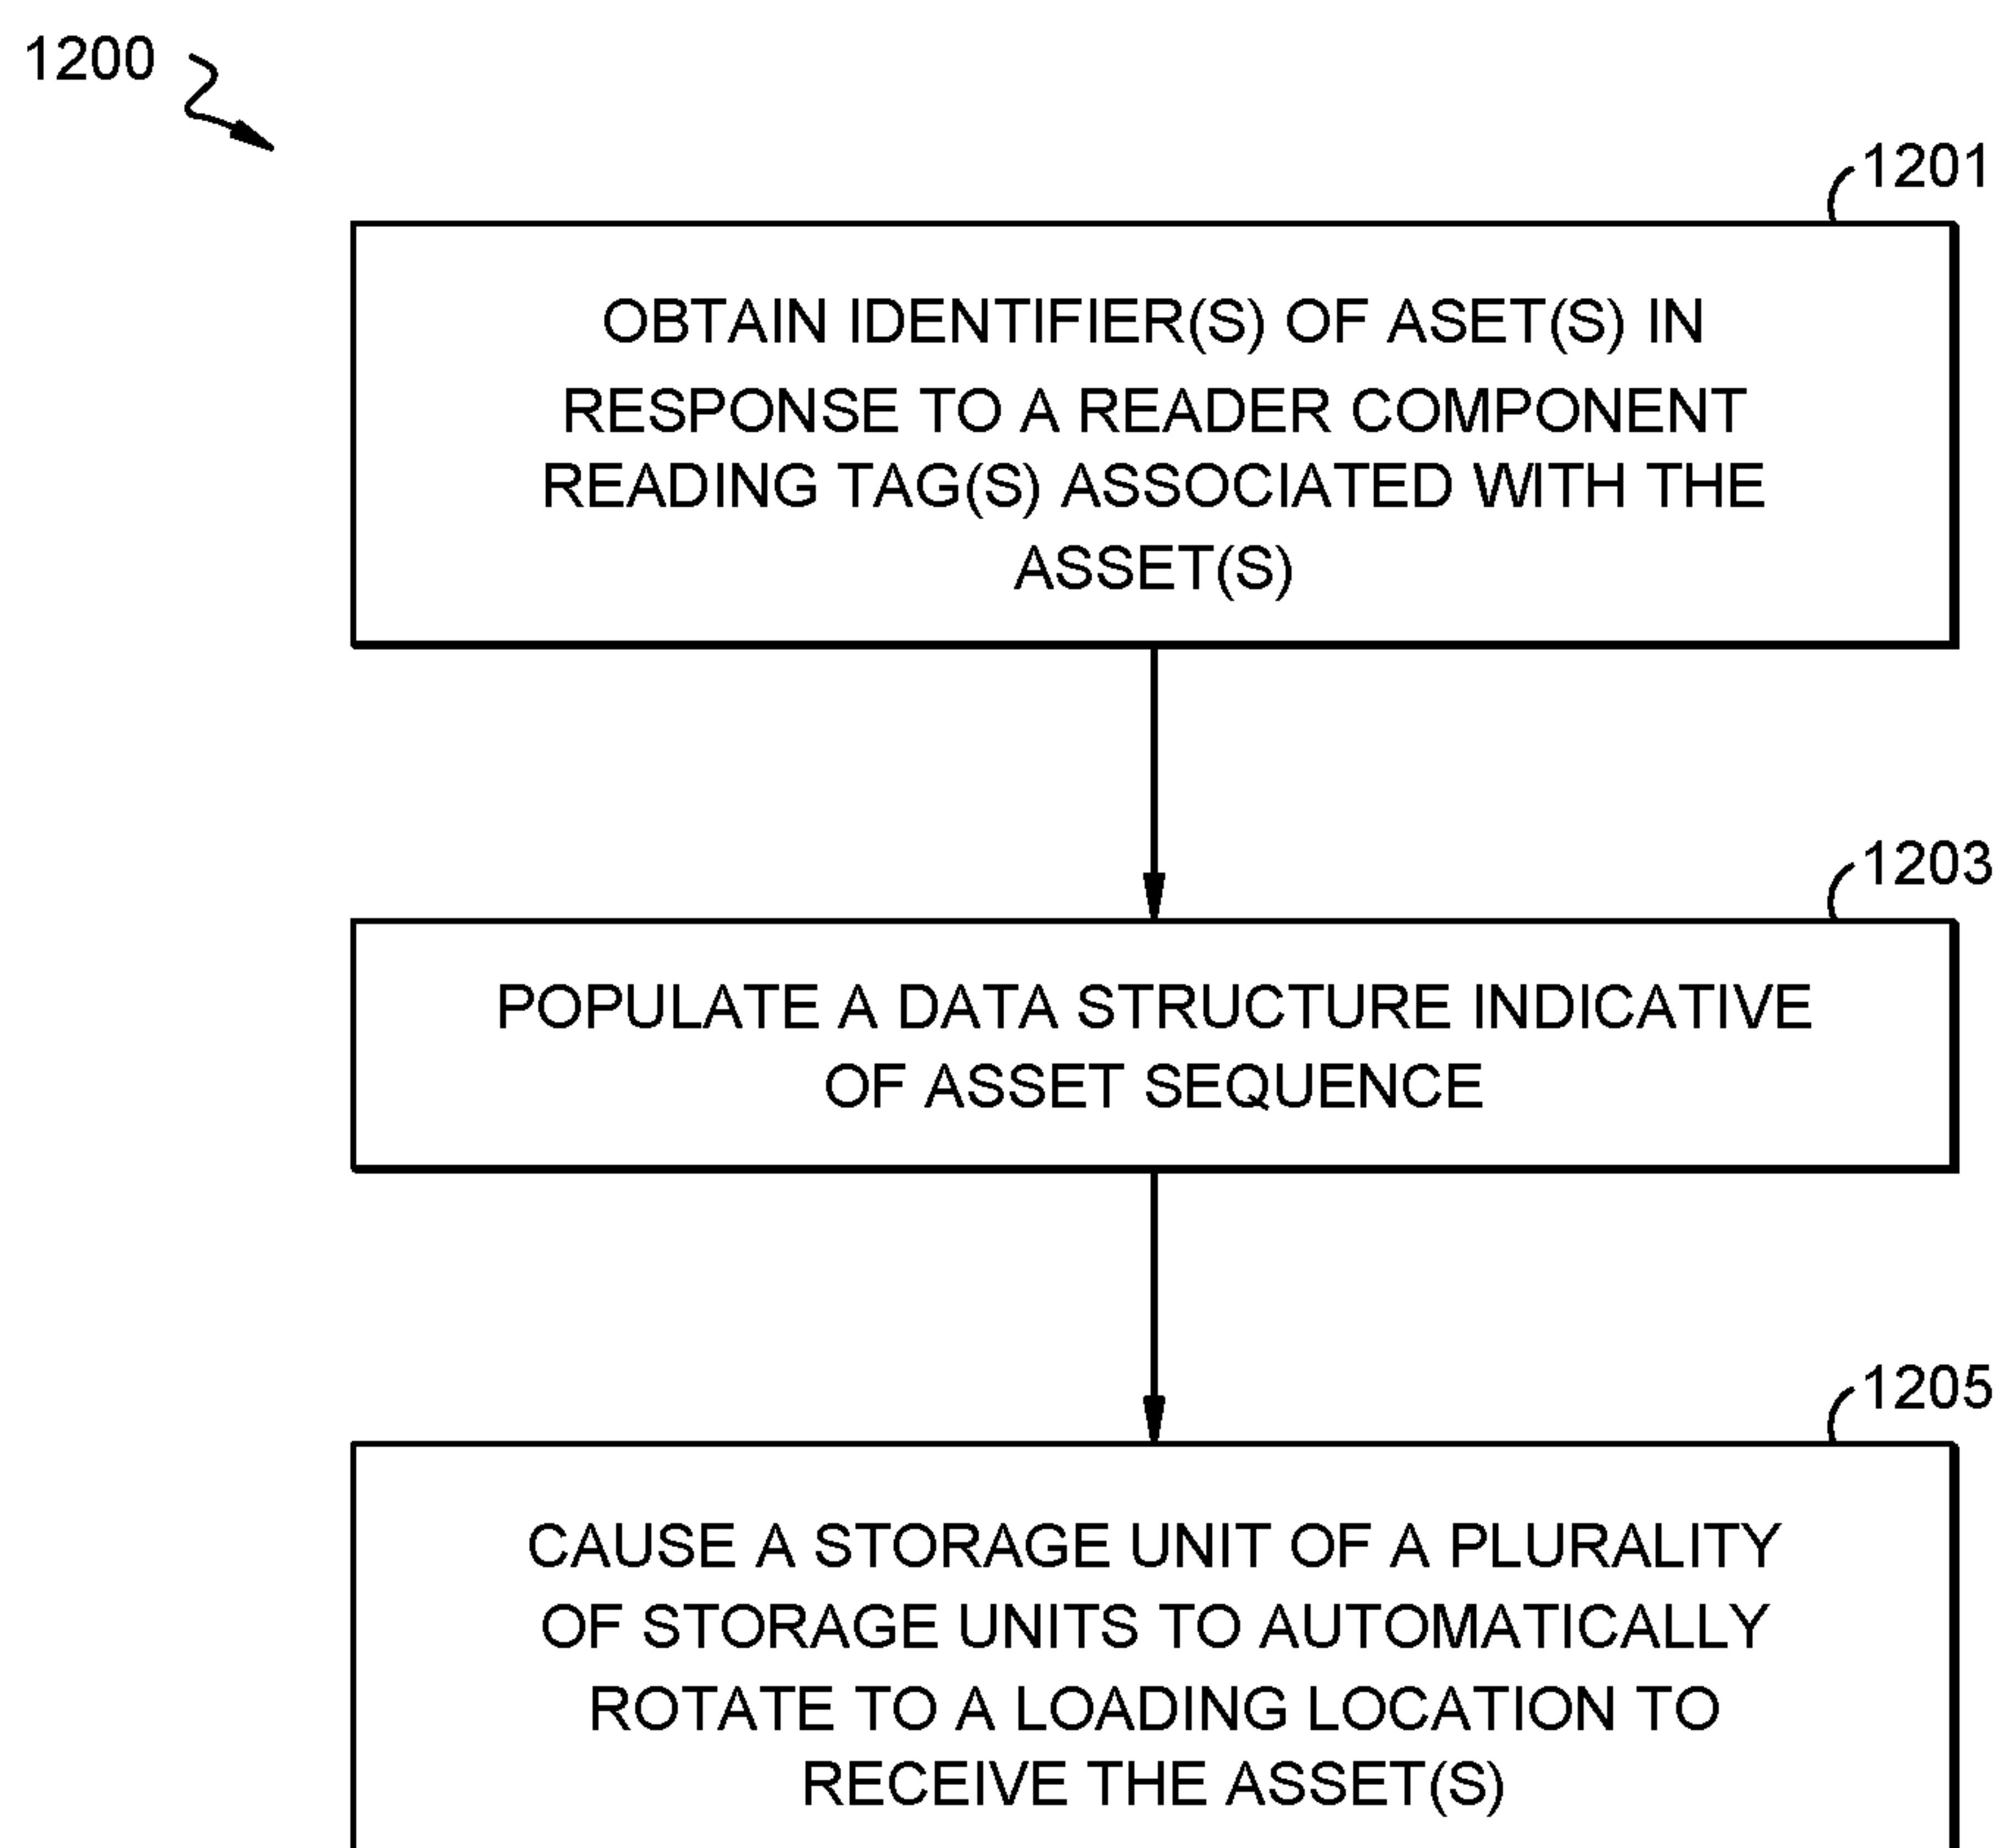 1200
1201
OBTAIN IDENTIFIER(S) OF ASET(S) IN
RESPONSE TO A READER COMPONENT
READING TAG(S) ASSOCIATED WITH THE
ASSET(S)
1203
POPULATE A DATA STRUCTURE INDICATIVE
OF ASSET SEQUENCE
1205
CAUSE A STORAGE UNIT OF A PLURALITY
OF STORAGE UNITS TO AUTOMATICALLY
ROTATE TO A LOADING LOCATION TO
RECEIVE THE ASSET(S)